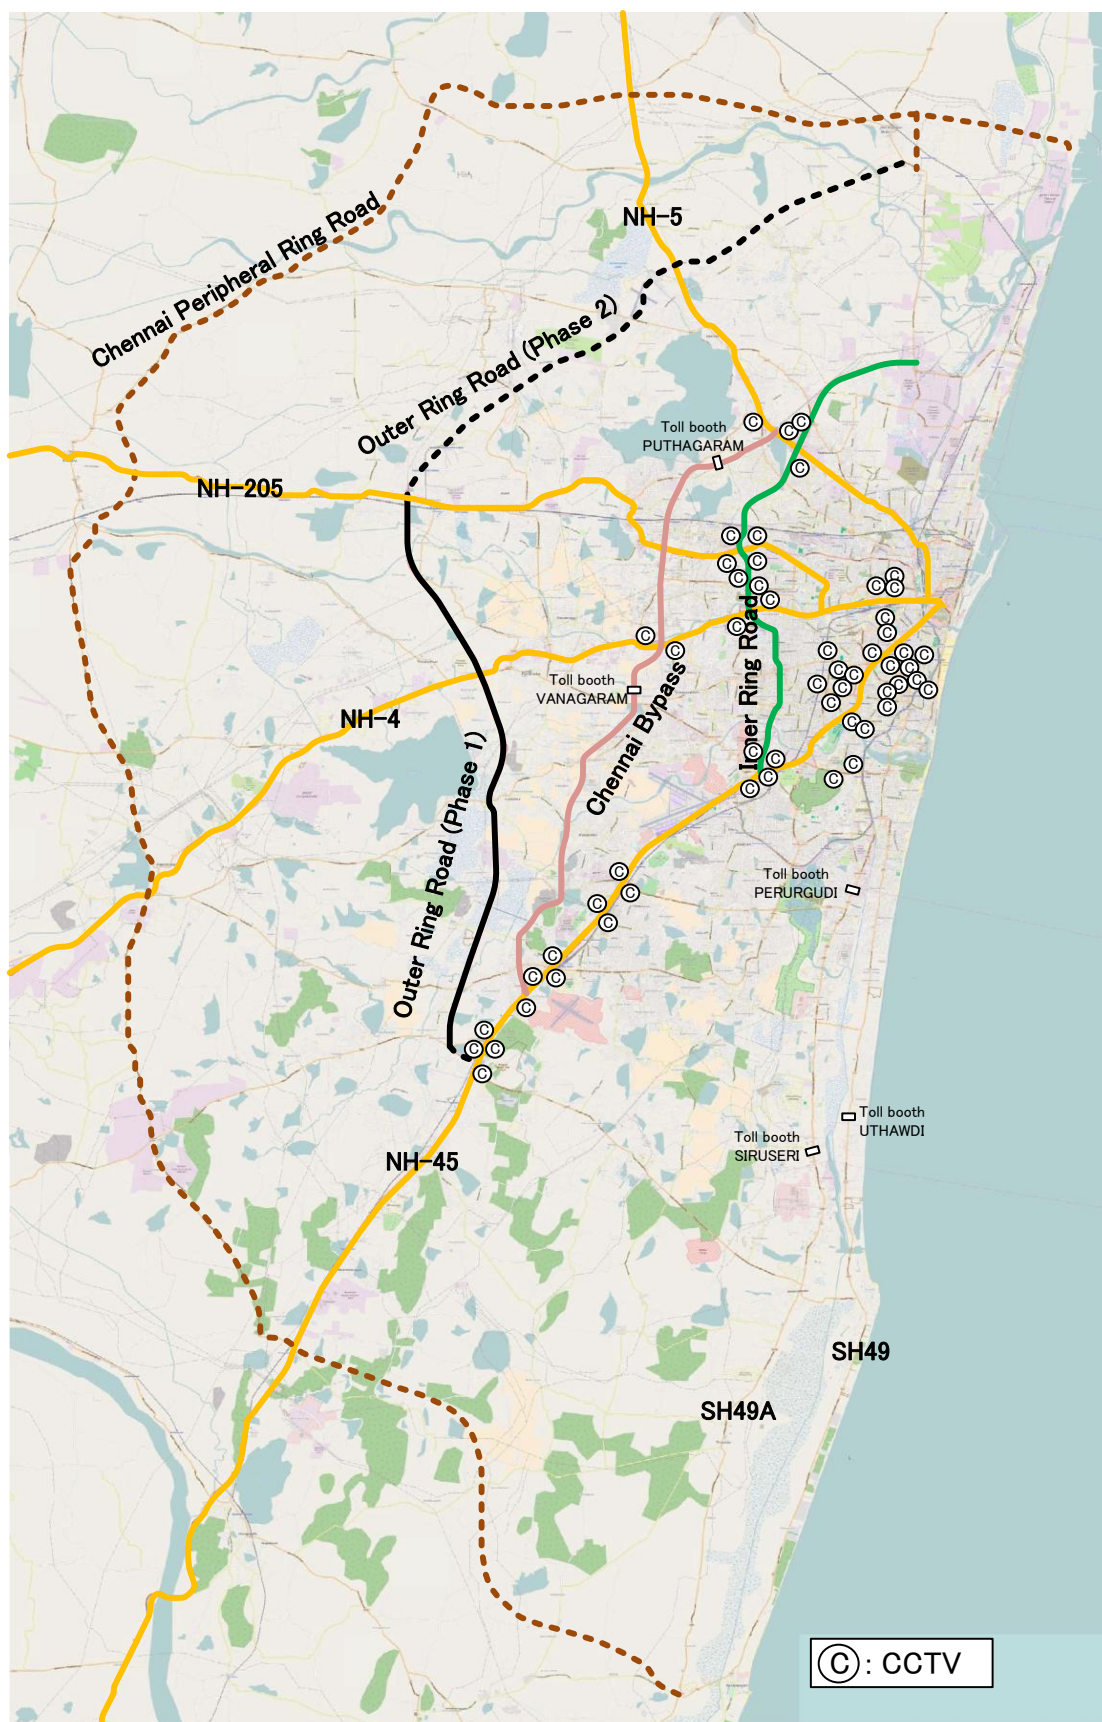 NH-5
Chennai Peripheral Ring Road
Outer Ring Road (Phase 2)
Toll booth
PUTHAGARAM
NH-205
Inner Ring Road
Toll booth
VANAGARAM
NH-4
Chennai Bypass
Outer Ring Road (Phase 1)
Toll booth
PERURGUDI
Toll booth
UTHAWDI
Toll booth
SIRUSERI
NH-45
SH49
SH49A
C : CCTV